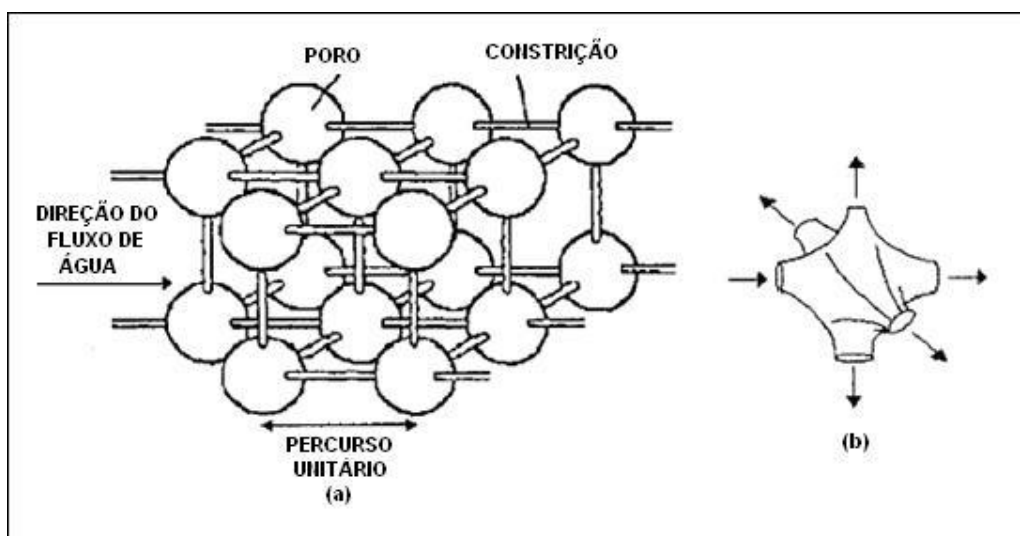 PORO
CONSTRIÇÃO
DIREÇÃO DO
FLUXO DE
ÁGUA
PERCURSO
UNITÁRIO
(a)
(b)